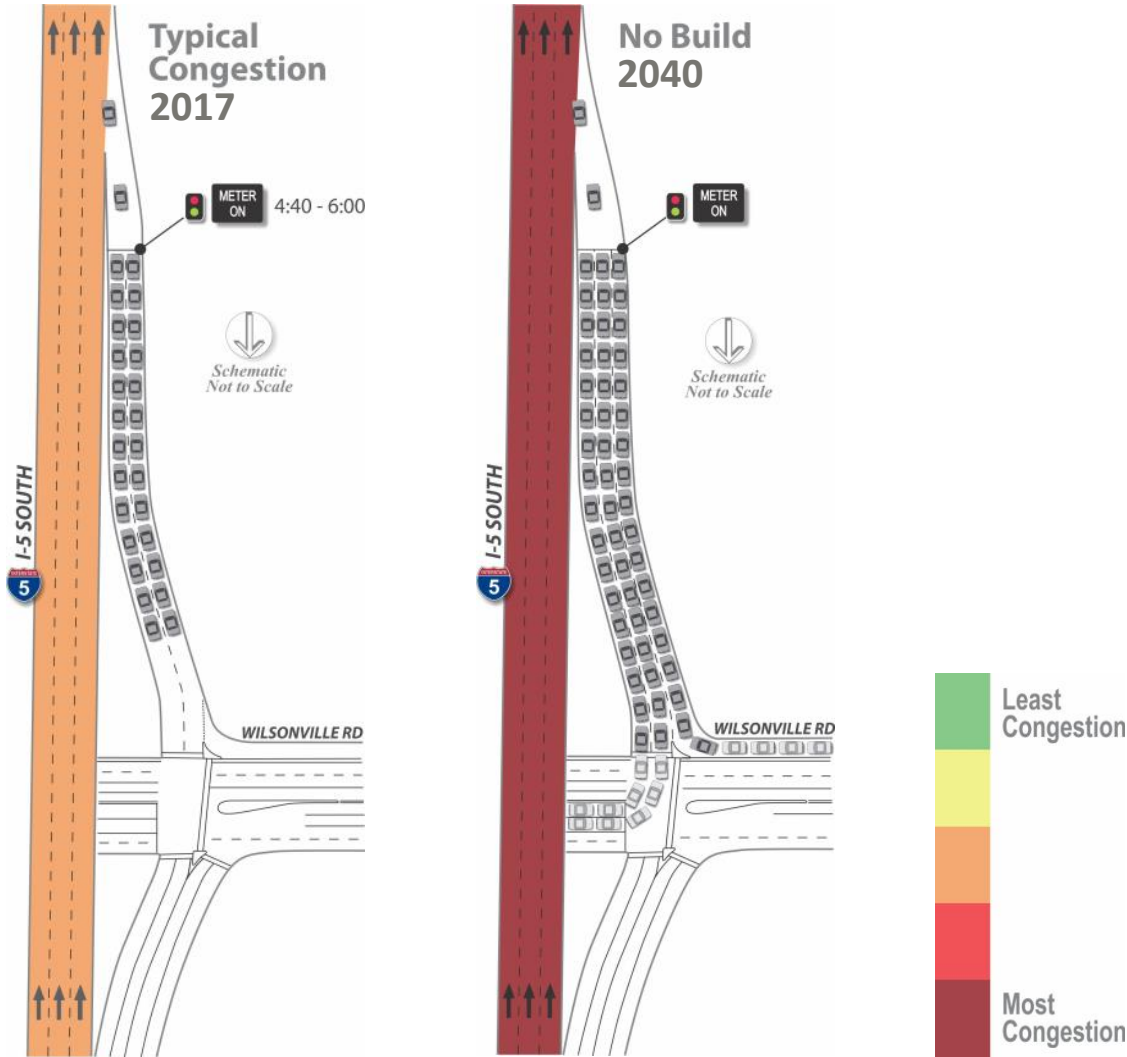 Typical
Congestion
2017
METER
ON
4:40 - 6:00
Schematic
Not to Scale
I-5 SOUTH
5
WILSONVILLE RD
No Build
2040
METER
ON
Schematic
Not to Scale
I-5 SOUTH
5
WILSONVILLE RD
Least
Congestion
Most
Congestion